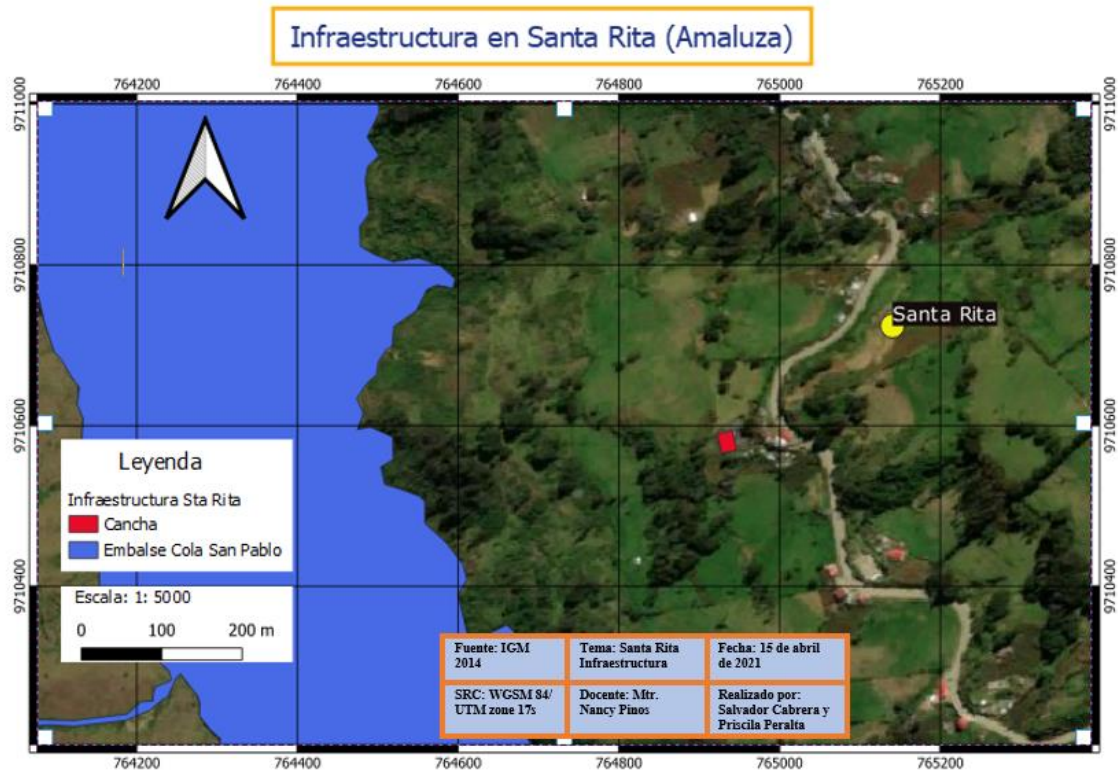 Infraestructura en Santa Rita (Amaluza)
764200 764400 764600 764800 765000 765200
9711000 9711000
9710800 9710800
Santa Rita
9710600 9710600
Leyenda
Infraestructura Sta Rita
Cancha
Embalse Cola San Pablo
9710400 9710400
Escala: 1: 5000
0 100 200 m
Fuente: IGM
2014
Tema: Santa Rita
Infraestructura
Fecha: 15 de abril
de 2021
SRC: WGSM 84/
UTM zone 17s
Docente: Mtr.
Nancy Pinos
Realizado por:
Salvador Cabrera y
Priscila Peralta
764200 764400 764600 764800 765000 765200